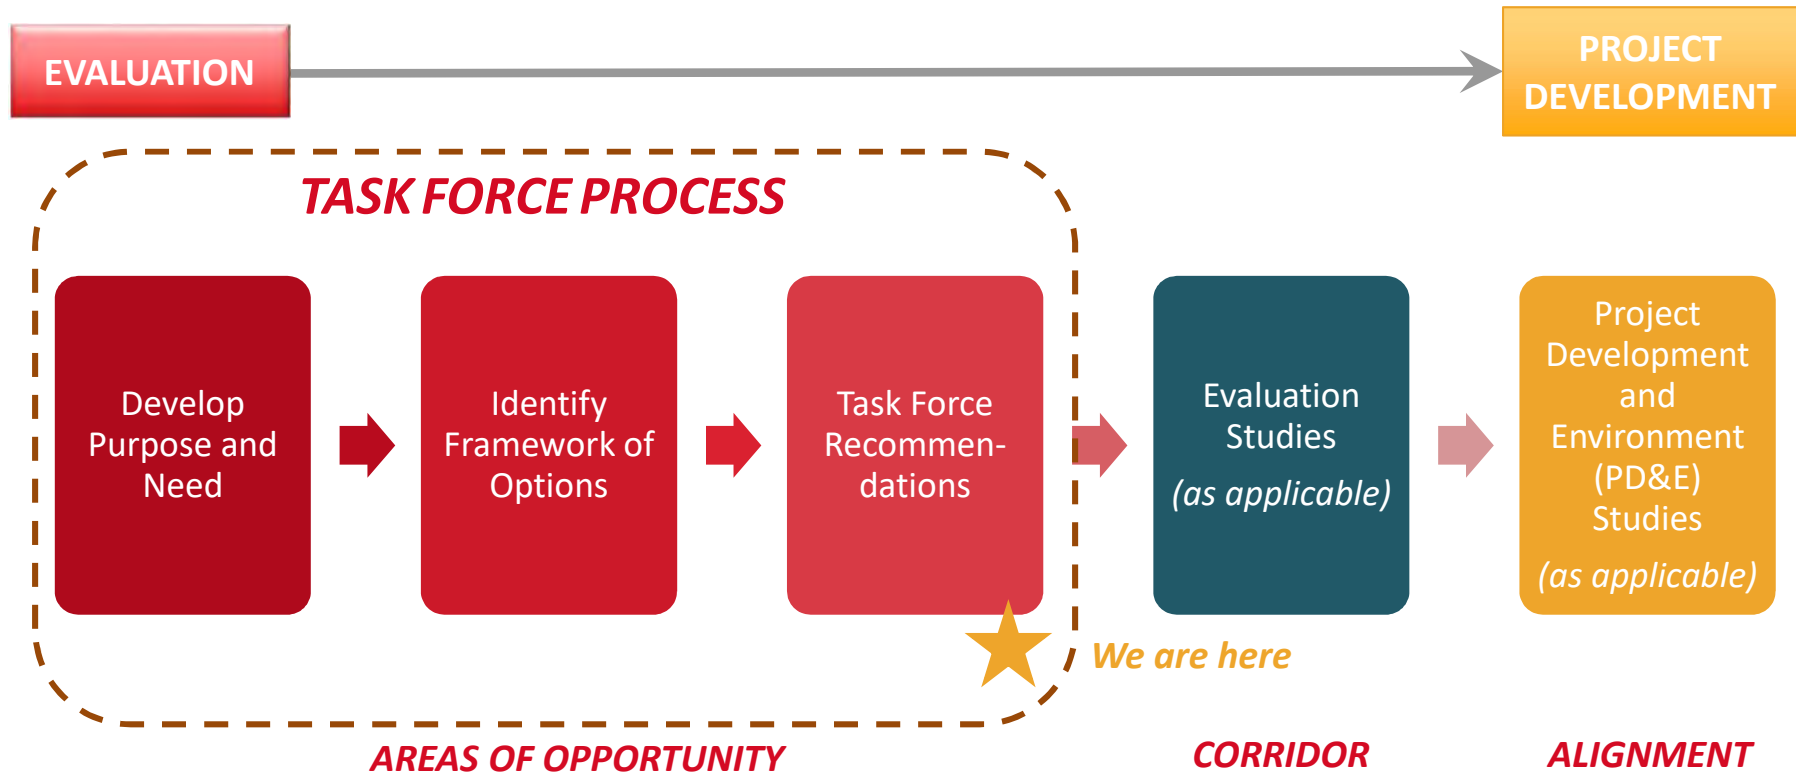 EVALUATION
PROJECT
DEVELOPMENT
TASK FORCE PROCESS
Develop
Purpose and
Need
Identify
Framework of
Options
Task Force
Recommen-
dations
Evaluation
Studies
(as applicable)
Project
Development
and
Environment
(PD&E)
Studies
(as applicable)
We are here
AREAS OF OPPORTUNITY
CORRIDOR
ALIGNMENT